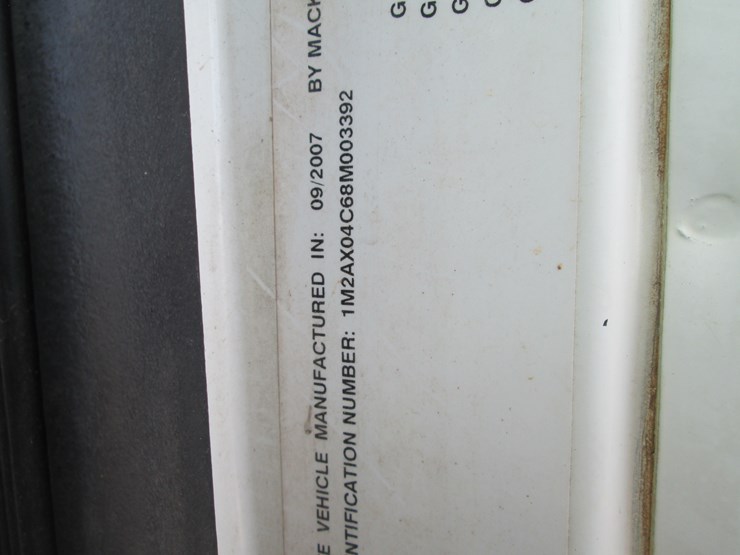 E VEHICLE MANUFACTURED IN: 09/2007 BY MACK
NTIFICATION NUMBER: 1M2AX04C68M003392
G
G
G